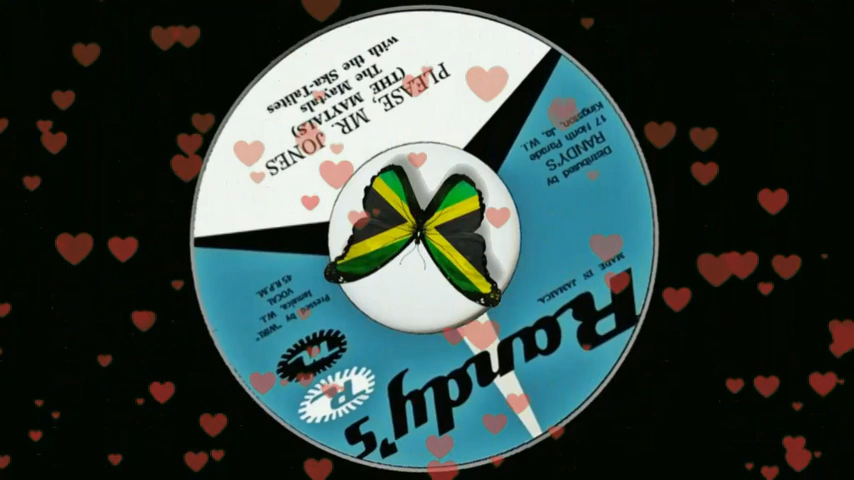 Randy's
MADE IN JAMAICA
Distributed by
RANDY'S
17 North Parade
Kingston, Ja. W.I.
R
R
Pressed by "WIRL"
Jamaica, W.I.
VOCAL
45 R.P.M.
PLEASE, MR. JONES
(THE MAYTALS)
The Maytals
with the Ska-Talites